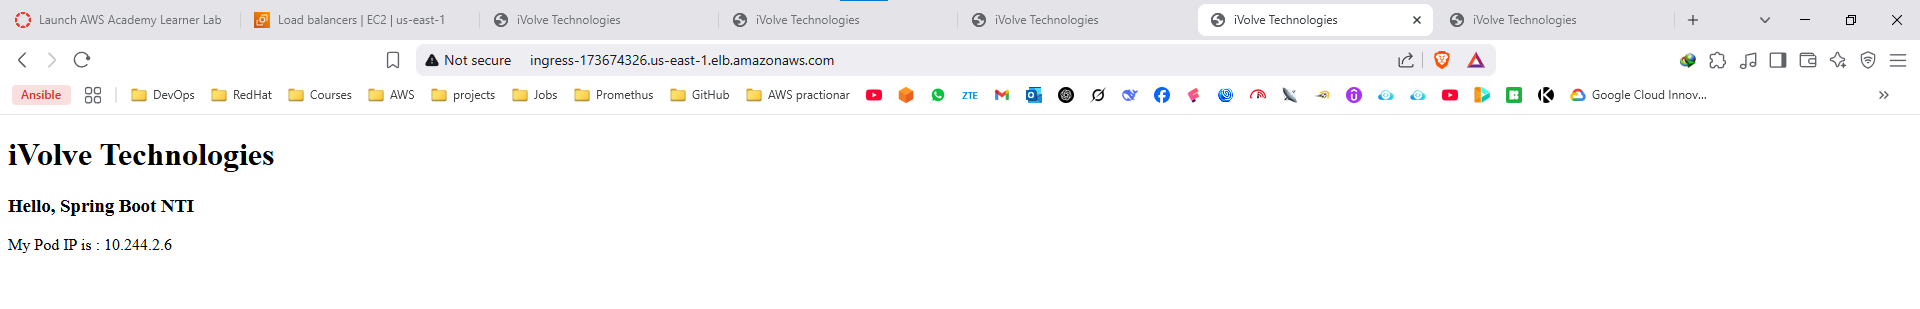 Launch AWS Academy Learner Lab
Load balancers | EC2 | us-east-1
iVolve Technologies
iVolve Technologies
iVolve Technologies
iVolve Technologies
iVolve Technologies
Not secure ingress-173674326.us-east-1.elb.amazonaws.com
Ansible DevOps RedHat Courses AWS projects Jobs Promethus GitHub AWS practionar ZTE Google Cloud Innov...
iVolve Technologies
Hello, Spring Boot NTI
My Pod IP is : 10.244.2.6